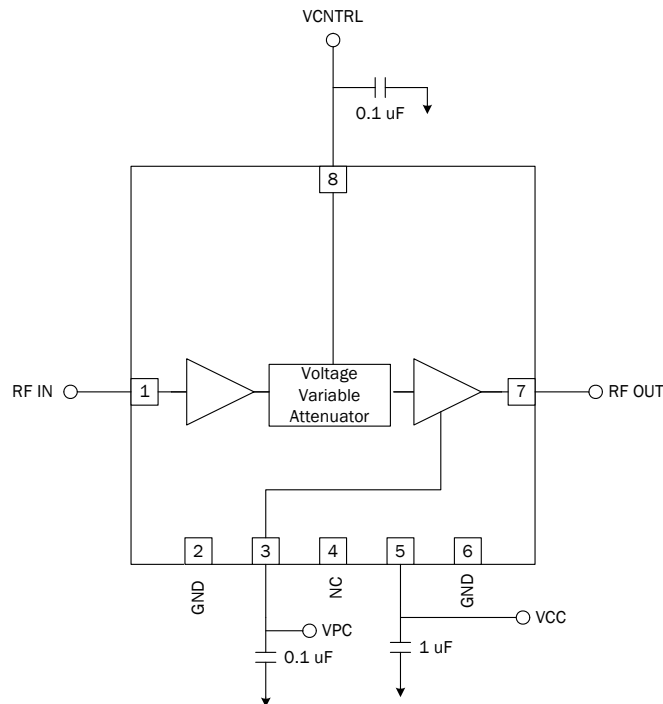 VCNTRL
0.1 uF
8
RF IN
1
Voltage
Variable
Attenuator
7
RF OUT
2
3
4
5
6
GND
NC
GND
VPC
VCC
0.1 uF
1 uF